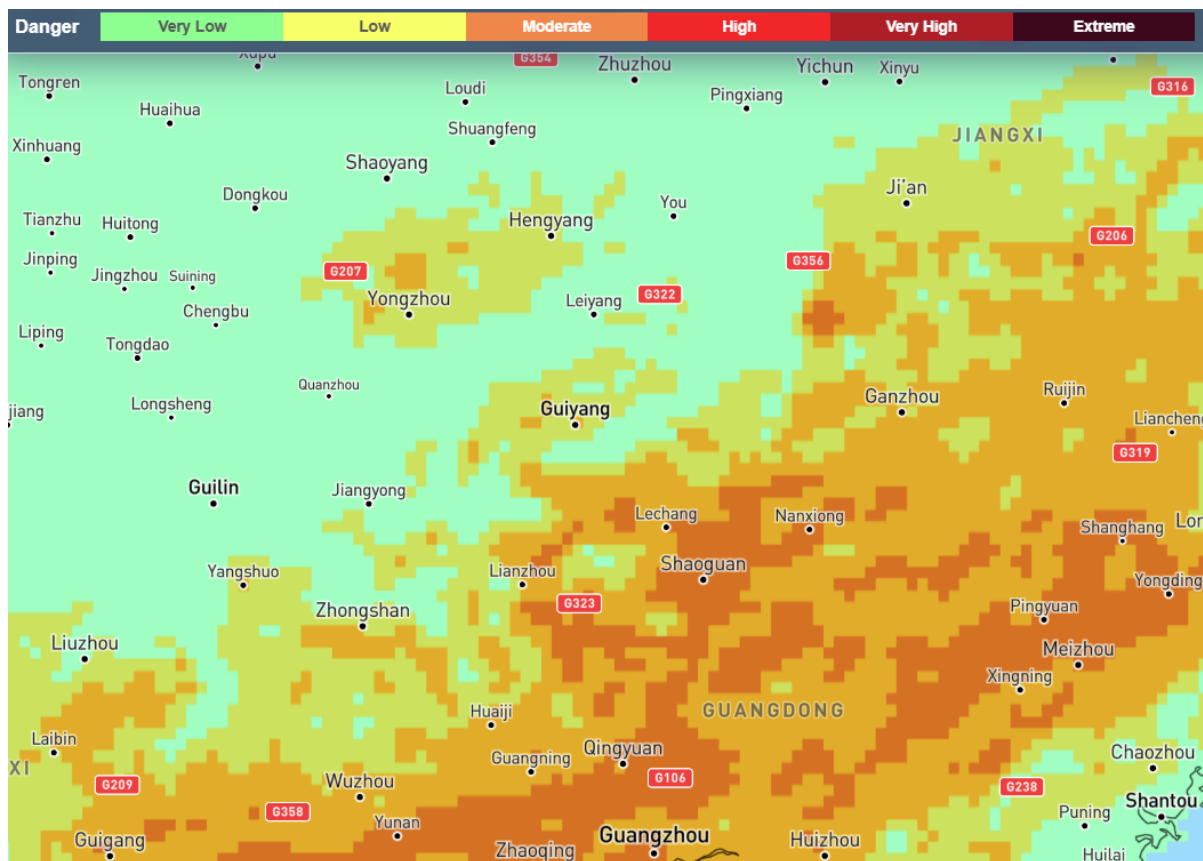 Danger Very Low Low Moderate High Very High Extreme
Xupu G354 Zhuzhou Yichun Xinyu
Tongren Loudi Pingxiang G316
Huaihua Shuangfeng JIANGXI
Xinhuang Shaoyang
Dongkou Ji'an
Tianzhu Huitong Hengyang You G206
Jinping Jingzhou Suining G207 G356
Chengbu Yongzhou Leiyang G322
Liping Tongdao
Quanzhou Ganzhou Ruijin
jiang Longsheng Guiyang Liancheng
G319
Guilin Jiangyong
Lechang Nanxiong Shanghang Lon
Yangshuo Lianzhou Shaoguan Yongding
Zhongshan G323 Pingyuan
Liuzhou Meizhou
Xingning
Huaiji GUANGDONG
Laibin Guangning Qingyuan Chaozhou
XI G209 Wuzhou G106 G238
G358 Yunan Puning Shantou
Guigang Zhaoqing Guangzhou Huizhou Huilai